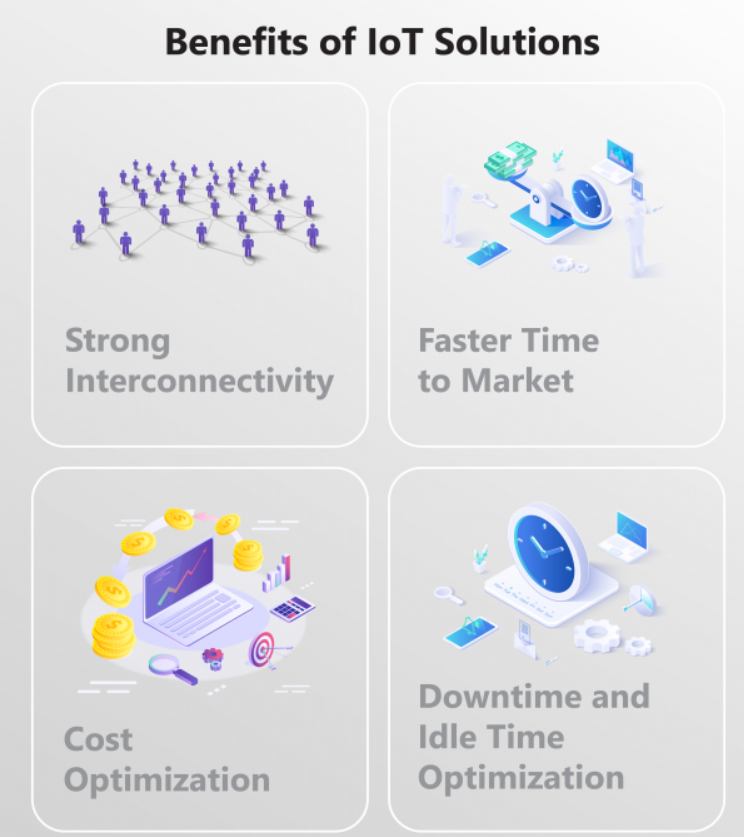 Benefits of IoT Solutions
Strong
Interconnectivity
Faster Time
to Market
Cost
Optimization
Downtime and
Idle Time
Optimization